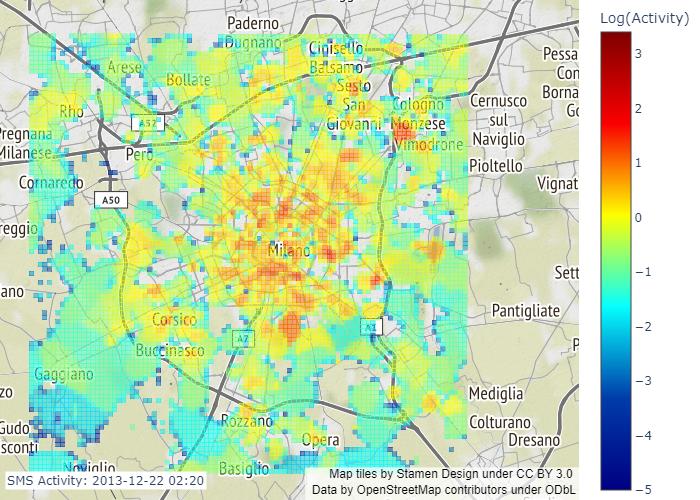 Log(Activity)
Paderno
Dugnano
Cinisello
Balsamo
Arese
Bollate
Sesto
San
Giovanni
Pessa
Con
Borna
Go
Rho
A52
Cologno
Monzese
Cernusco
sul
Naviglio
Pregnana
Milanese
Pero
Vimodrone
Pioltello
Cornaredo
A50
Vignat
reggio
Milano
Sett
ano
Pantigliate
Corsico
A1
A7
Buccinasco
P
Gaggiano
zo
Mediglia
Rozzano
Colturano
Gudo
sconti
Opera
Dresano
Noviglio
Basiglio
SMS Activity: 2013-12-22 02:20
Map tiles by Stamen Design under CC BY 3.0
Data by OpenStreetMap contributors under ODbL
3
2
1
0
−1
−2
−3
−4
−5